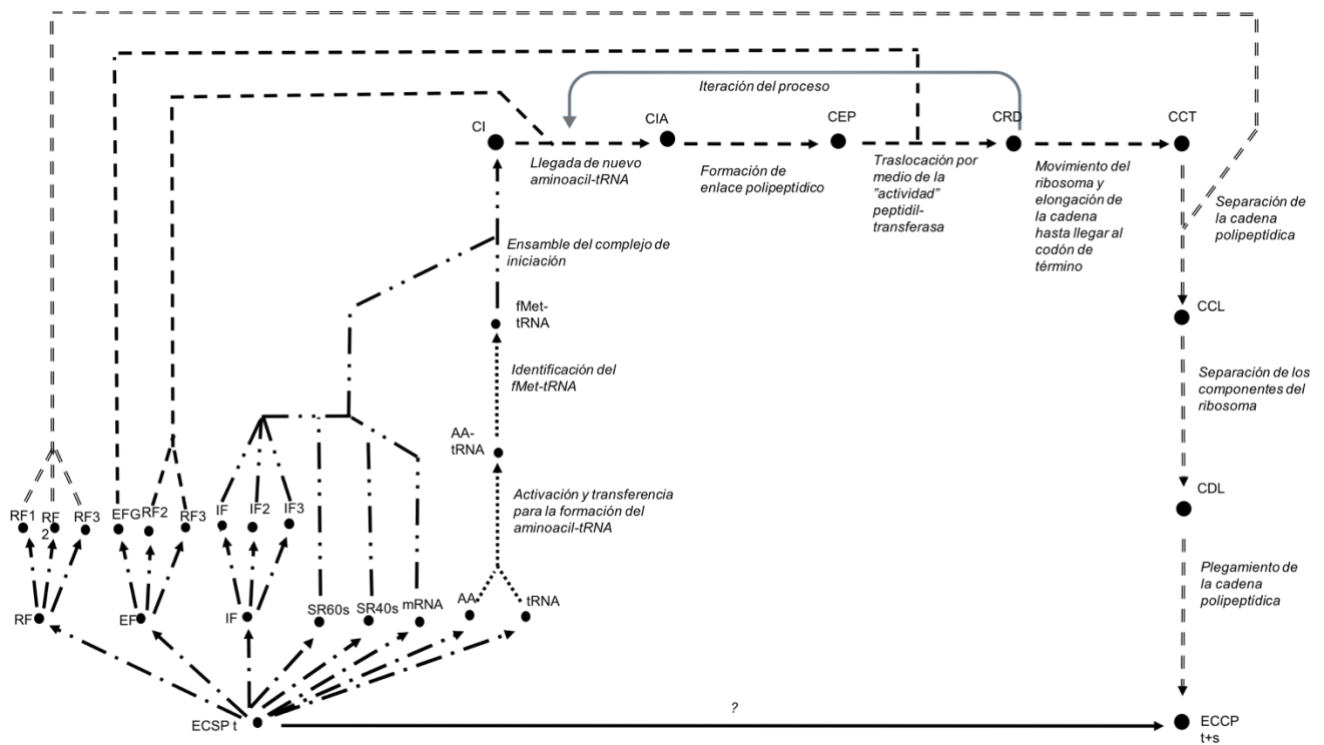 Iteración del proceso
CI
CIA
CEP
CRD
CCT
Llegada de nuevo
aminoacil-tRNA
Formación de
enlace polipeptídico
Traslocación por
medio de la
"actividad"
peptidil-
transferasa
Movimiento del
ribosoma y
elongación de
la cadena
hasta llegar al
codón de
término
Separación de
la cadena
polipeptídica
Ensamble del complejo de
iniciación
fMet-
tRNA
CCL
Identificación del
fMet-tRNA
Separación de los
componentes del
ribosoma
AA-
tRNA
CDL
Activación y transferencia
para la formación del
aminoacil-tRNA
RF1
RF
2
RF3
EFG
RF2
RF3
IF
IF2
IF3
Plegamiento de
la cadena
polipeptídica
RF
EF
IF
SR60s
SR40s
mRNA
AA
tRNA
ECSP t
?
ECCP
t+s